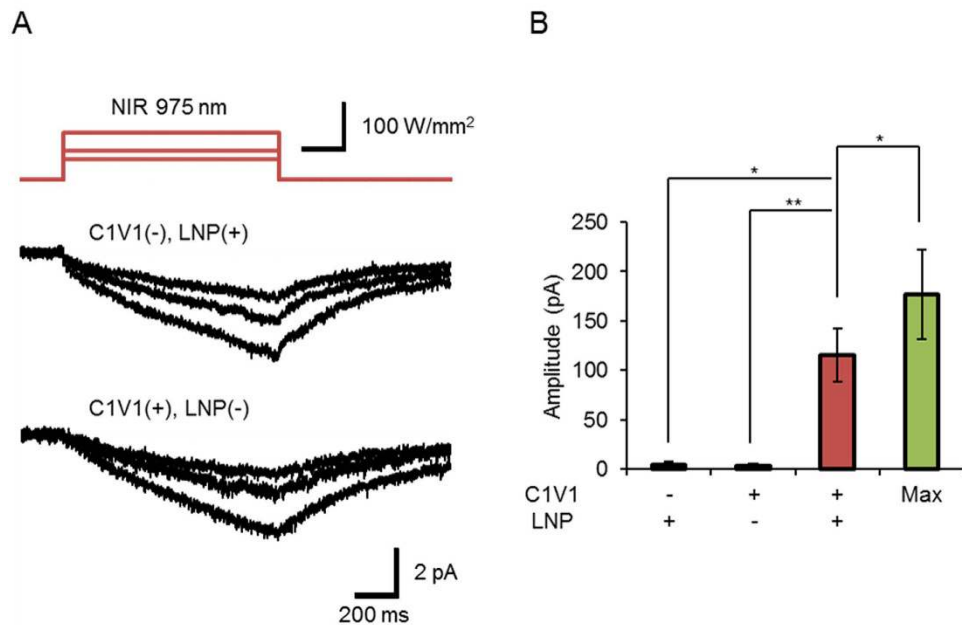 A
NIR 975 nm
100 W/mm²
C1V1(-), LNP(+)
C1V1(+), LNP(-)
2 pA
200 ms
B
*
*
**
250
200
150
100
50
0
Amplitude (pA)
C1V1 - + + Max
LNP + - +